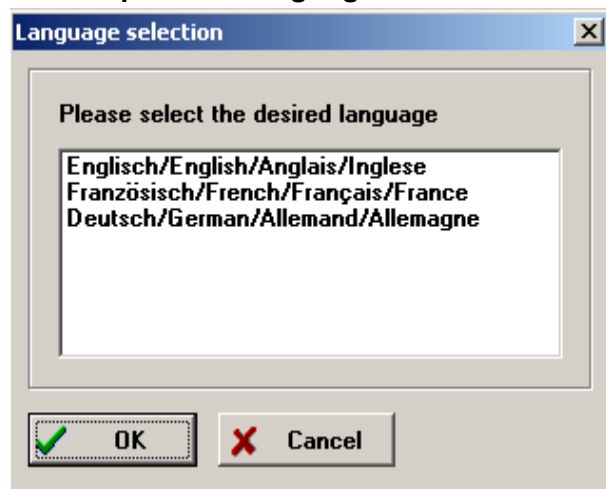 Language selection
Please select the desired language
Englisch/English/Anglais/Inglese
Französisch/French/Français/France
Deutsch/German/Allemand/Allemagne
OK
Cancel